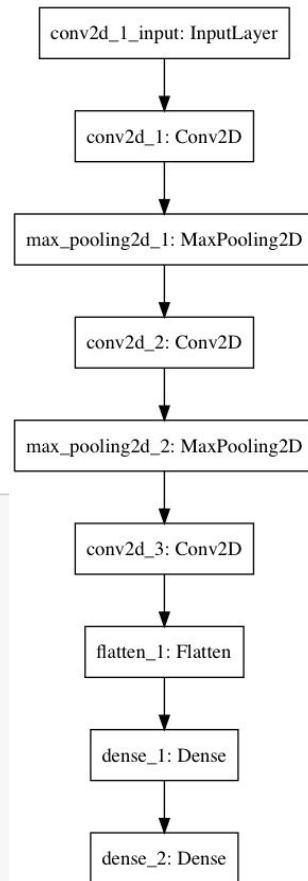 conv2d_1_input: InputLayer
conv2d_1: Conv2D
max_pooling2d_1: MaxPooling2D
conv2d_2: Conv2D
max_pooling2d_2: MaxPooling2D
conv2d_3: Conv2D
flatten_1: Flatten
dense_1: Dense
dense_2: Dense